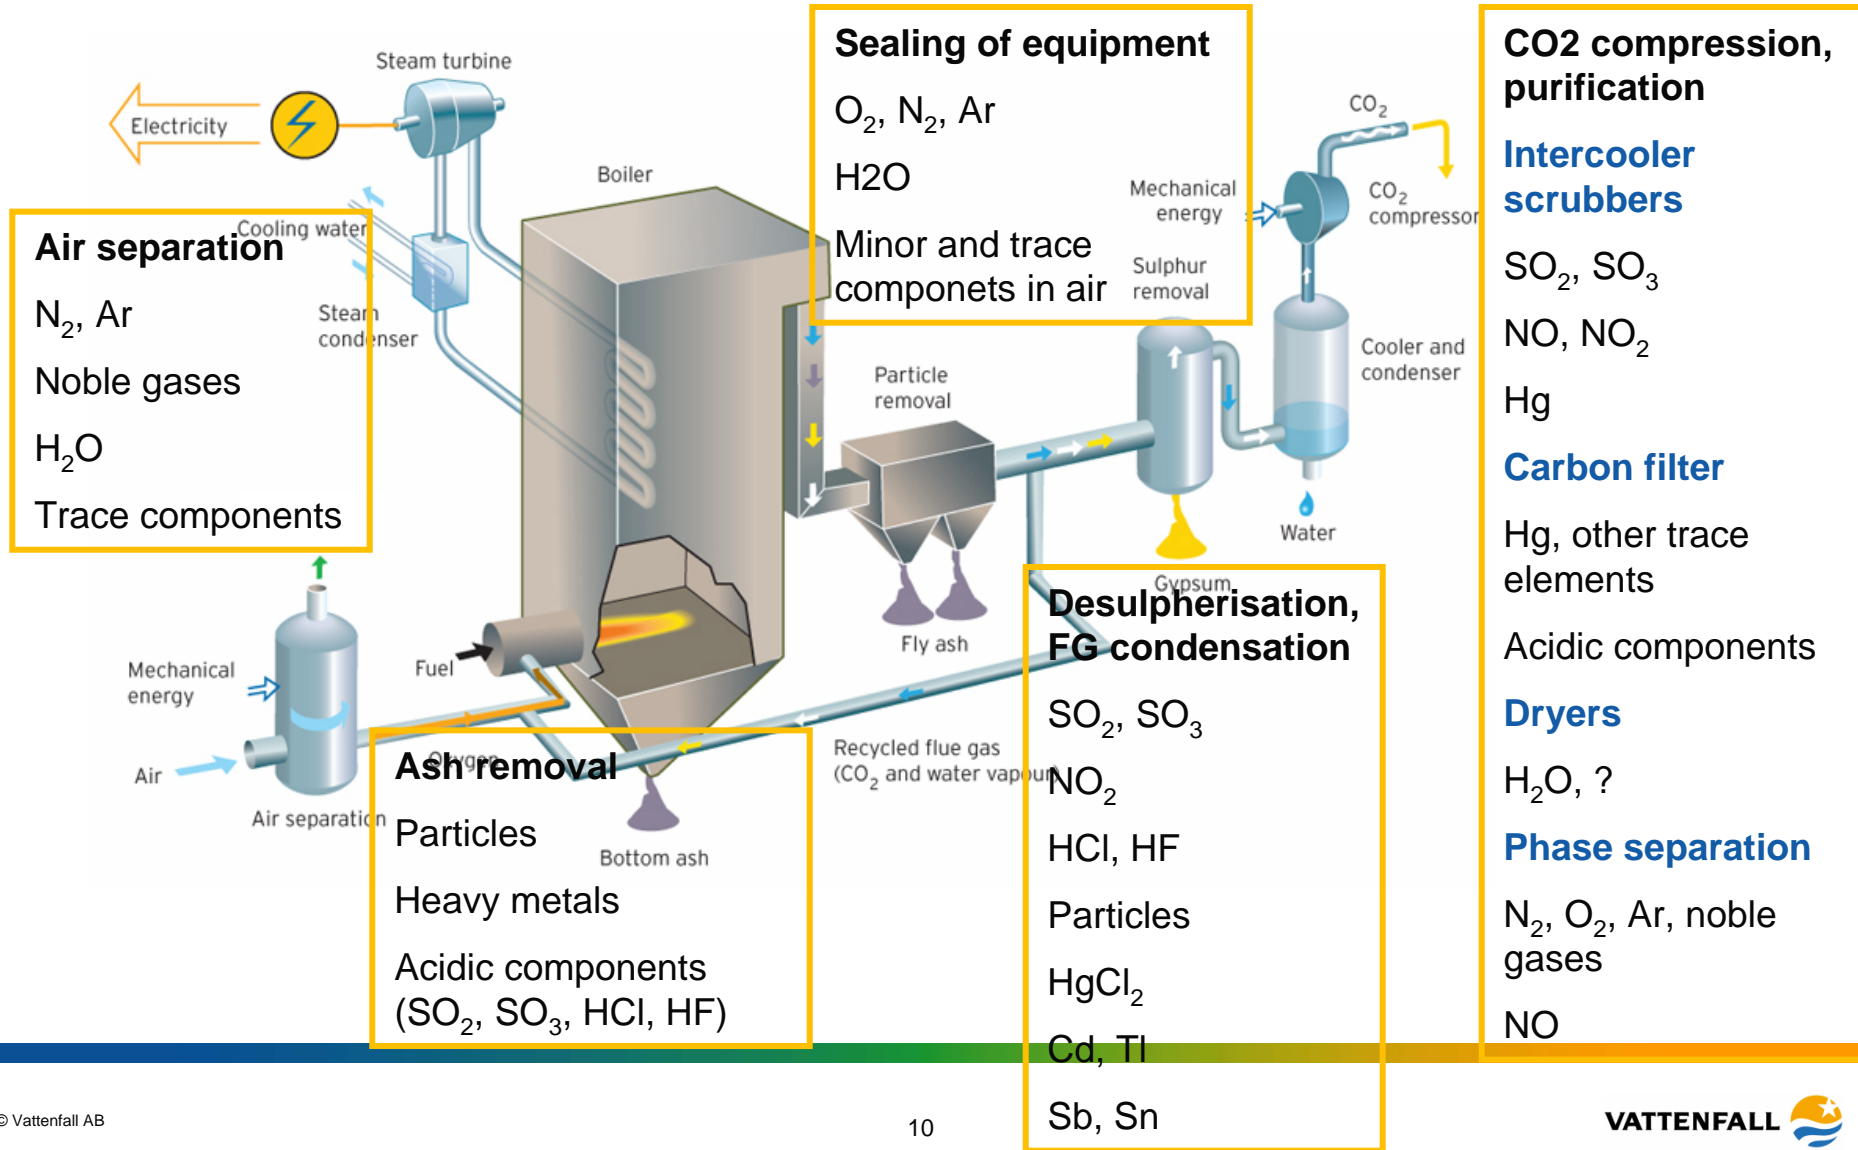 Steam turbine
Electricity
Cooling water
Steam
condenser
Boiler
Air separation
N₂, Ar
Noble gases
H₂O
Trace components
Sealing of equipment
O₂, N₂, Ar
H2O
Minor and trace
componets in air
CO₂
Mechanical
energy
CO₂
compressor
Sulphur
removal
Cooler and
condenser
Particle
removal
Water
Gypsum
Fly ash
Fuel
Mechanical
energy
Air
Air separation
Oxygen
Recycled flue gas
(CO₂ and water vapour)
Bottom ash
Ash removal
Particles
Heavy metals
Acidic components
(SO₂, SO₃, HCl, HF)
Desulpherisation,
FG condensation
SO₂, SO₃
NO₂
HCl, HF
Particles
HgCl₂
Cd, Tl
Sb, Sn
CO2 compression,
purification
Intercooler
scrubbers
SO₂, SO₃
NO, NO₂
Hg
Carbon filter
Hg, other trace
elements
Acidic components
Dryers
H₂O, ?
Phase separation
N₂, O₂, Ar, noble
gases
NO
© Vattenfall AB
10
VATTENFALL